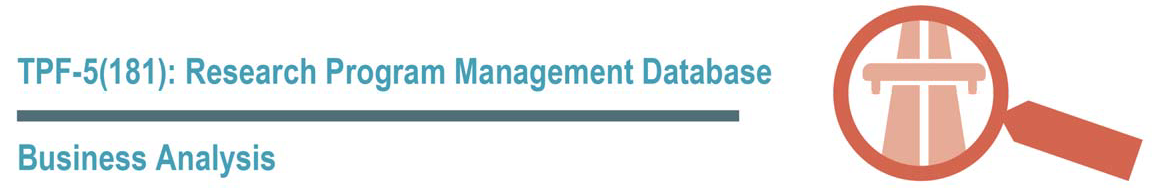 TPF-5(181): Research Program Management Database
Business Analysis